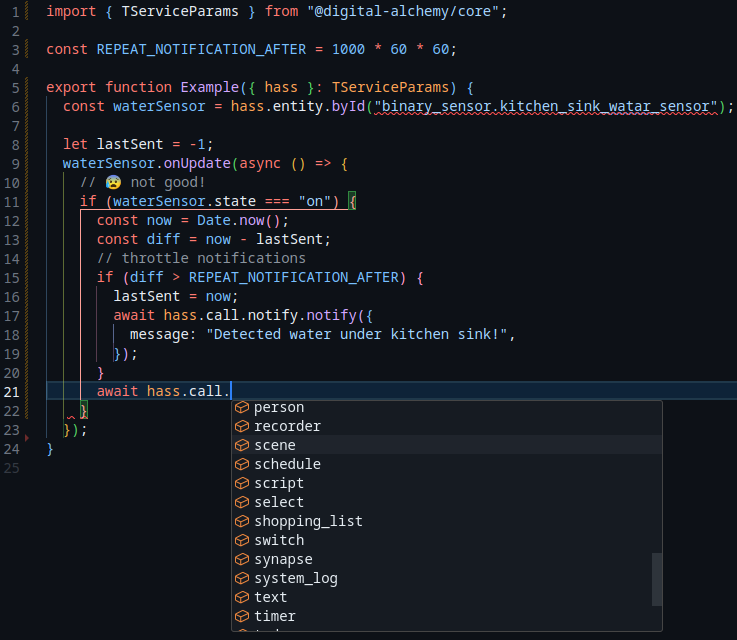 1 import { TServiceParams } from "@digital-alchemy/core";
2
3 const REPEAT_NOTIFICATION_AFTER = 1000 * 60 * 60;
4
5 export function Example({ hass }: TServiceParams) {
6 const waterSensor = hass.entity.byId("binary_sensor.kitchen_sink_watar_sensor");
7
8 let lastSent = -1;
9 waterSensor.onUpdate(async () => {
10 // 😰 not good!
11 if (waterSensor.state === "on") {
12 const now = Date.now();
13 const diff = now - lastSent;
14 // throttle notifications
15 if (diff > REPEAT_NOTIFICATION_AFTER) {
16 lastSent = now;
17 await hass.call.notify.notify({
18 message: "Detected water under kitchen sink!",
19 });
20 }
21 await hass.call.
22 }
23 });
24 }
25
person
recorder
scene
schedule
script
select
shopping_list
switch
synapse
system_log
text
timer